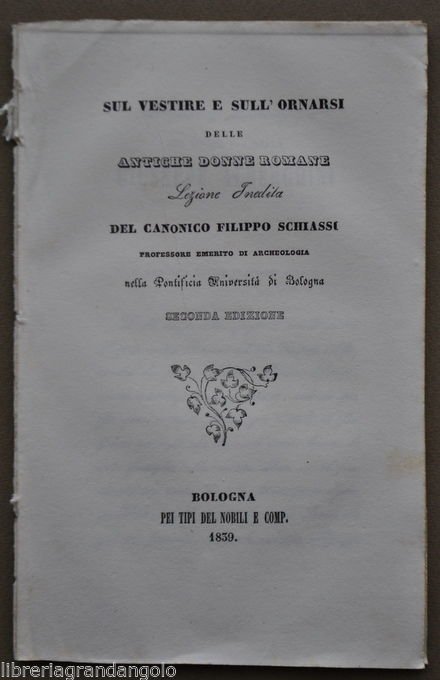 SUL VESTIRE E SULL' ORNARSI
DELLE
ANTICHE DONNE ROMANE
Lezione Inedita
DEL CANONICO FILIPPO SCHIASSI
PROFESSORE EMERITO DI ARCHEOLOGIA
nella Pontificia Università di Bologna
SECONDA EDIZIONE
BOLOGNA
PEI TIPI DEL NOBILI E COMP.
1839.
libreriagrandangolo